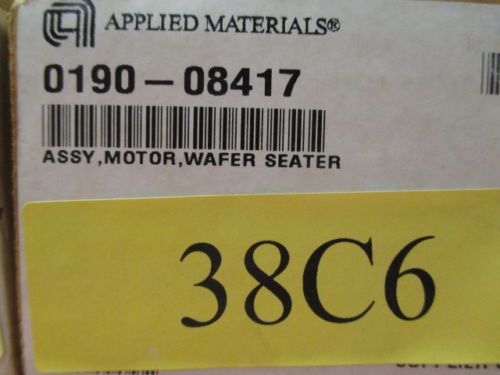 APPLIED MATERIALS®
0190-08417
ASSY,MOTOR,WAFER SEATER
38C6